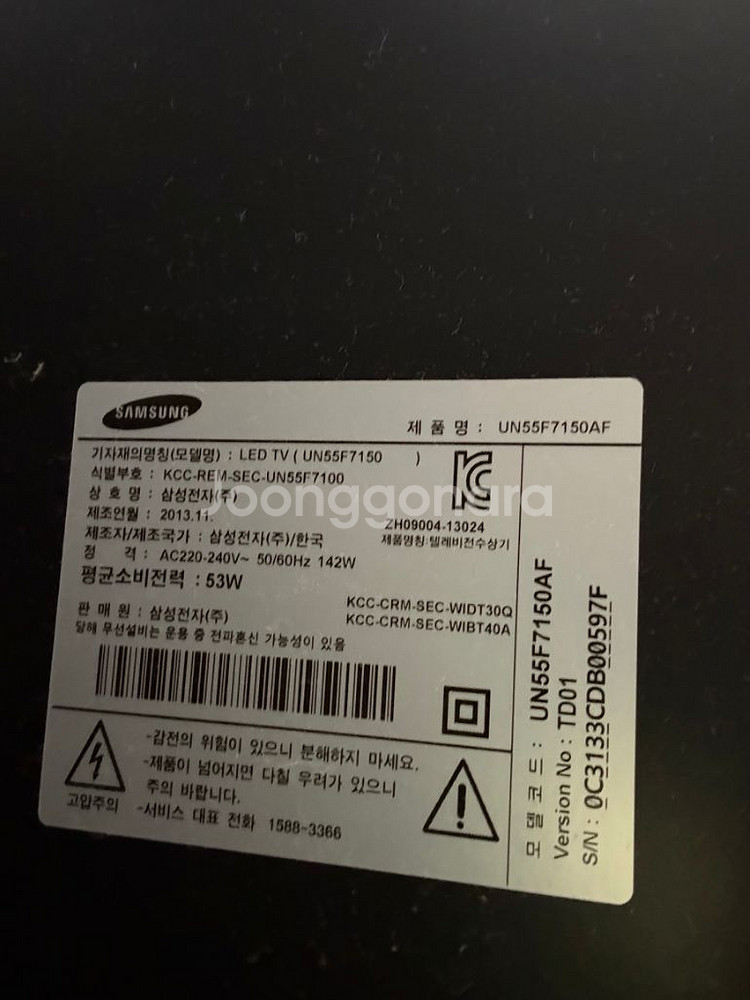 SAMSUNG
제 품 명 : UN55F7150AF
기자재의명칭(모델명) : LED TV ( UN55F7150 )
식별부호 : KCC-REM-SEC-UN55F7100
상 호 명 : 삼성전자(주)
제조연월 : 2013.11.
제조자/제조국가 : 삼성전자(주)/한국
정 격 : AC220-240V~ 50/60Hz 142W
평균소비전력 : 53W
ZH09004-13024
제품명칭:텔레비전수상기
판 매 원 : 삼성전자(주)
당해 무선설비는 운용 중 전파혼신 가능성이 있음
KCC-CRM-SEC-WIDT30Q
KCC-CRM-SEC-WIBT40A
고압주의
-감전의 위험이 있으니 분해하지 마세요.
-제품이 넘어지면 다칠 우려가 있으니
주의 바랍니다.
-서비스 대표 전화 1588-3366
모 델 코 드 : UN55F7150AF
Version No : TD01
S/N : 0C3133CDB00597F
Joonggonara